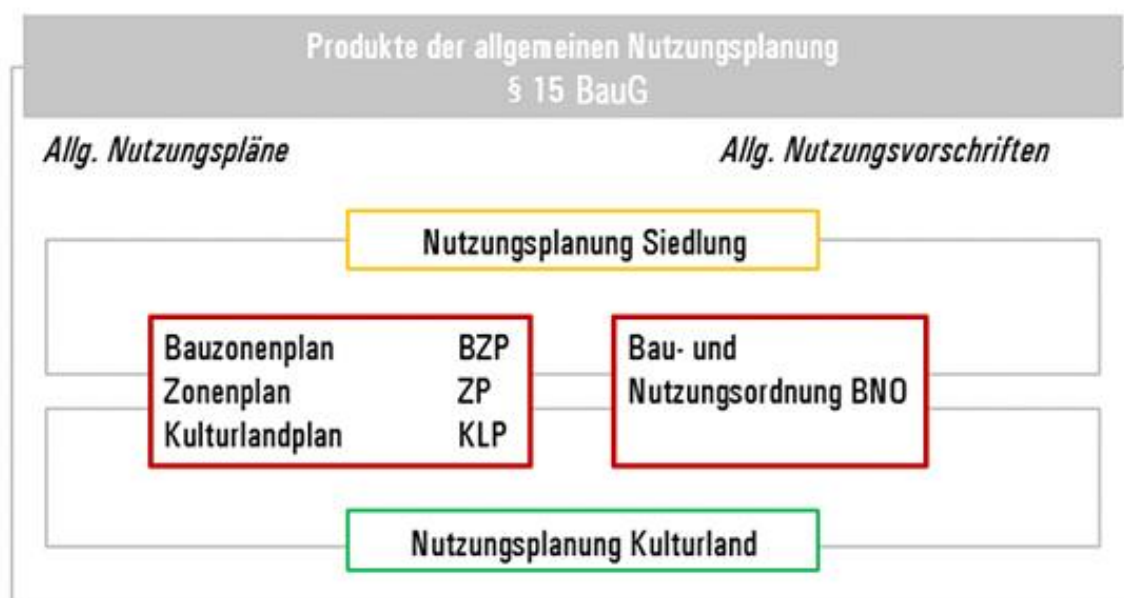 Produkte der allgemeinen Nutzungsplanung
§ 15 BauG
Allg. Nutzungspläne
Allg. Nutzungsvorschriften
Nutzungsplanung Siedlung
Bauzonenplan BZP
Zonenplan ZP
Kulturlandplan KLP
Bau- und
Nutzungsordnung BNO
Nutzungsplanung Kulturland